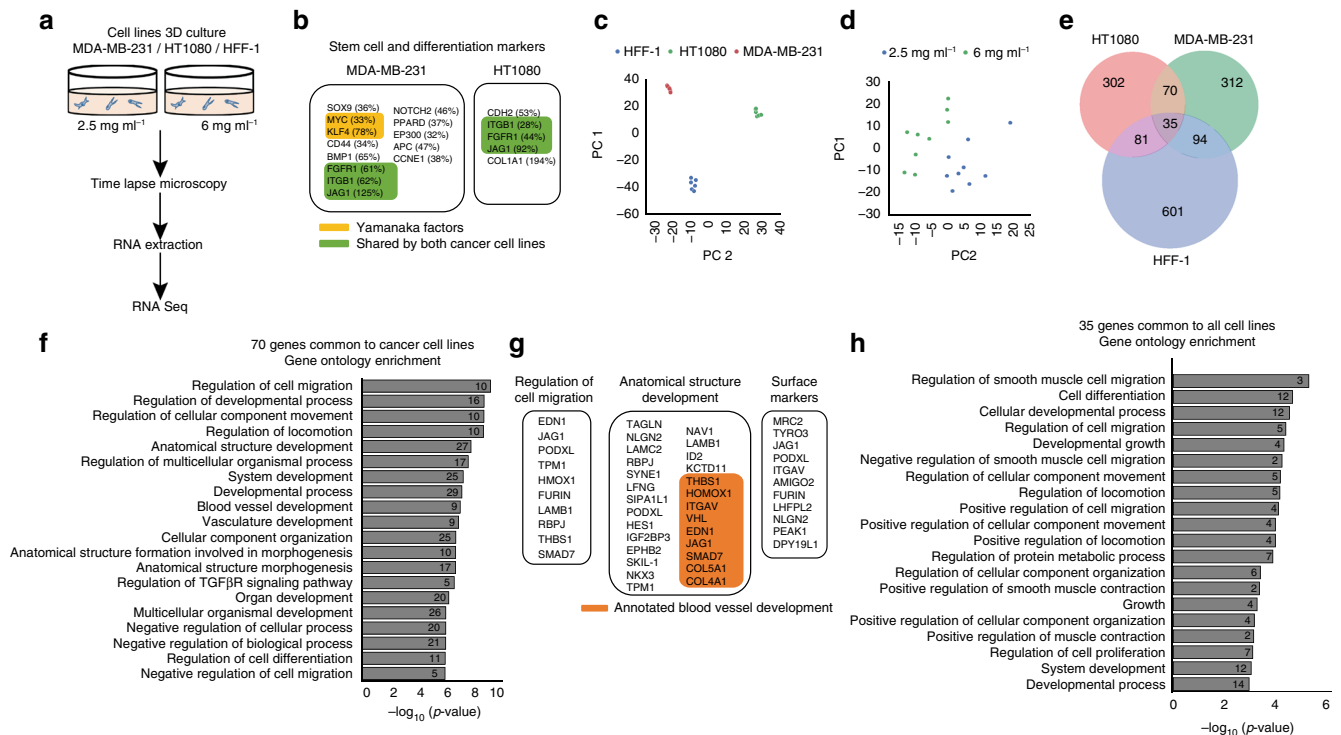 a
Cell lines 3D culture
MDA-MB-231 / HT1080 / HFF-1
2.5 mg ml⁻¹
6 mg ml⁻¹
Time lapse microscopy
RNA extraction
RNA Seq
b
Stem cell and differentiation markers
MDA-MB-231
SOX9 (36%)
MYC (33%)
KLF4 (78%)
CD44 (34%)
BMP1 (65%)
FGFR1 (61%)
ITGB1 (62%)
JAG1 (125%)
NOTCH2 (46%)
PPARD (37%)
EP300 (32%)
APC (47%)
CCNE1 (38%)
HT1080
CDH2 (53%)
ITGB1 (28%)
FGFR1 (44%)
JAG1 (92%)
COL1A1 (194%)
Yamanaka factors
Shared by both cancer cell lines
c
HFF-1 HT1080 MDA-MB-231
40
20
0
−20
−40
−60
PC 1
−30
−20
−10
0
10
20
30
40
PC 2
d
2.5 mg ml⁻¹ 6 mg ml⁻¹
30
20
10
0
−10
−20
−30
PC1
−15
−10
−5
0
5
10
15
20
25
PC2
e
HT1080
MDA-MB-231
302
70
312
35
81
94
601
HFF-1
f
70 genes common to cancer cell lines
Gene ontology enrichment
Regulation of cell migration 10
Regulation of developmental process 16
Regulation of cellular component movement 10
Regulation of locomotion 10
Anatomical structure development 27
Regulation of multicellular organismal process 17
System development 25
Developmental process 29
Blood vessel development 9
Vasculature development 9
Cellular component organization 25
Anatomical structure formation involved in morphogenesis 10
Anatomical structure morphogenesis 17
Regulation of TGFβR signaling pathway 5
Organ development 20
Multicellular organismal development 26
Negative regulation of cellular process 20
Negative regulation of biological process 21
Regulation of cell differentiation 11
Negative regulation of cell migration 5
0 2 4 6 8 10
−log₁₀ (p-value)
g
Regulation of
cell migration
EDN1
JAG1
PODXL
TPM1
HMOX1
FURIN
LAMB1
RBPJ
THBS1
SMAD7
Anatomical structure
development
TAGLN
NLGN2
LAMC2
RBPJ
SYNE1
LFNG
SIPA1L1
PODXL
HES1
IGF2BP3
EPHB2
SKIL-1
NKX3
TPM1
NAV1
LAMB1
ID2
KCTD11
THBS1
HOMOX1
ITGAV
VHL
EDN1
JAG1
SMAD7
COL5A1
COL4A1
Surface
markers
MRC2
TYRO3
JAG1
PODXL
ITGAV
AMIGO2
FURIN
LHFPL2
NLGN2
PEAK1
DPY19L1
Annotated blood vessel development
h
35 genes common to all cell lines
Gene ontology enrichment
Regulation of smooth muscle cell migration 3
Cell differentiation 12
Cellular developmental process 12
Regulation of cell migration 5
Developmental growth 4
Negative regulation of smooth muscle cell migration 2
Regulation of cellular component movement 5
Regulation of locomotion 5
Positive regulation of cell migration 4
Positive regulation of cellular component movement 4
Positive regulation of locomotion 4
Regulation of protein metabolic process 7
Regulation of cellular component organization 6
Positive regulation of smooth muscle contraction 2
Growth 4
Positive regulation of cellular component organization 4
Positive regulation of muscle contraction 2
Regulation of cell proliferation 7
System development 12
Developmental process 14
0 2 4 6
−log₁₀ (p-value)